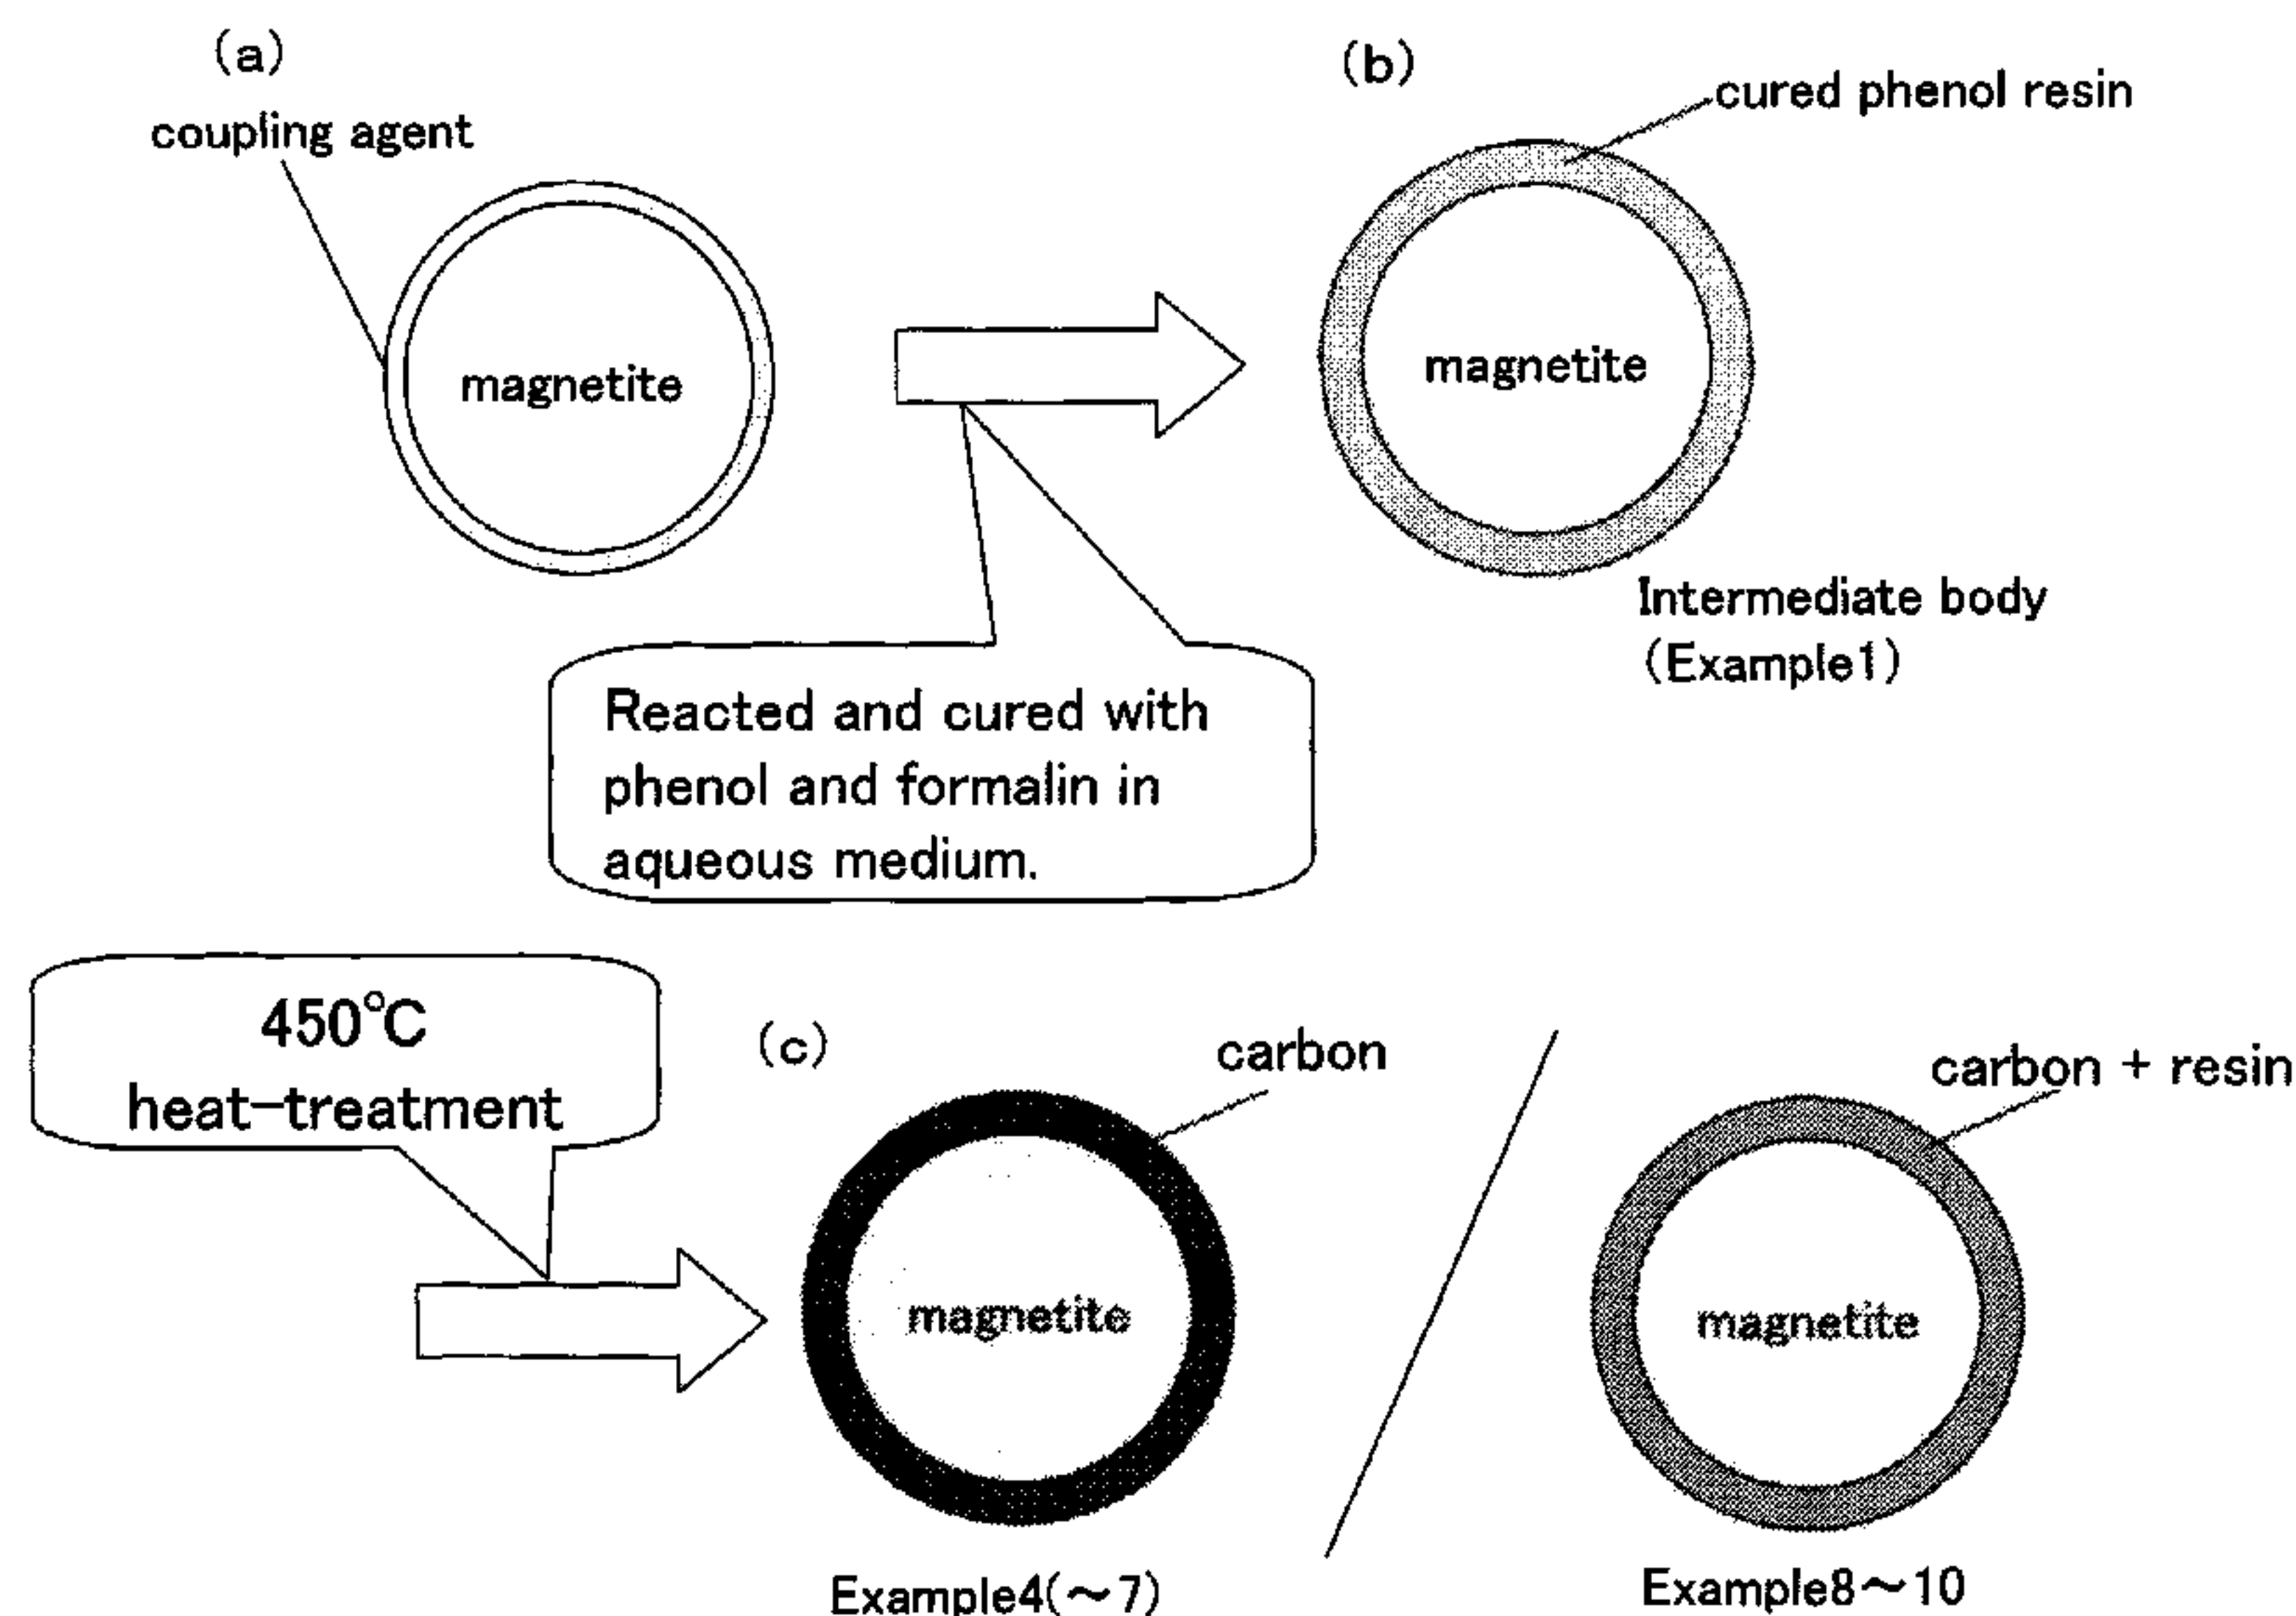 (a)
coupling agent
magnetite
(b)
cured phenol resin
magnetite
Intermediate body
(Example1)
Reacted and cured with
phenol and formalin in
aqueous medium.
450℃
heat-treatment
(c)
carbon
magnetite
Example4(～7)
carbon + resin
magnetite
Example8～10